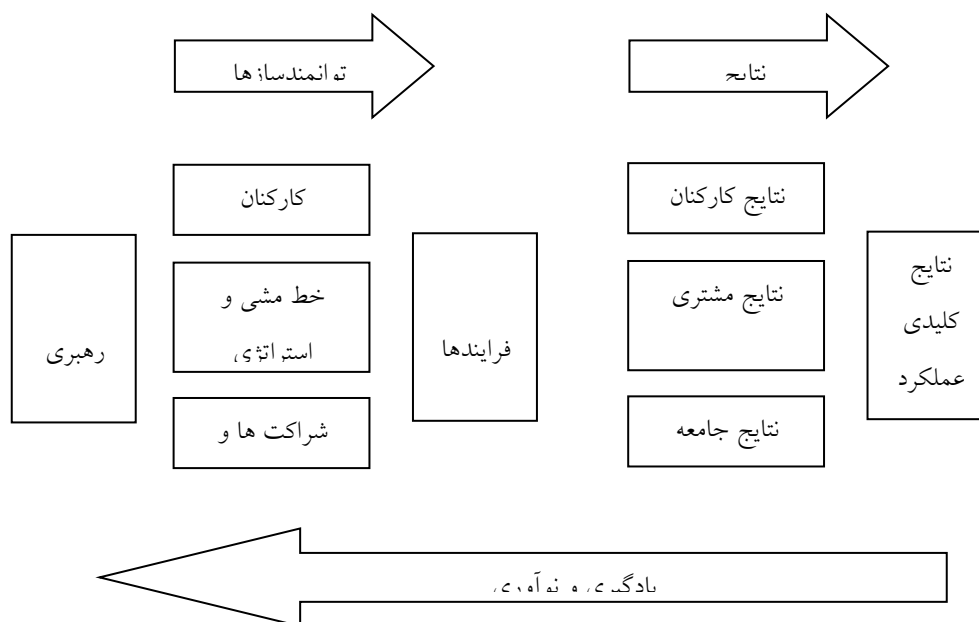 توانمندسازها
نتایج
کارکنان
نتایج کارکنان
رهبری
خط مشی و
استراتژی
فرایندها
نتایج مشتری
نتایج
کلیدی
عملکرد
شراکت ها و
نتایج جامعه
یادگیری و نوآوری